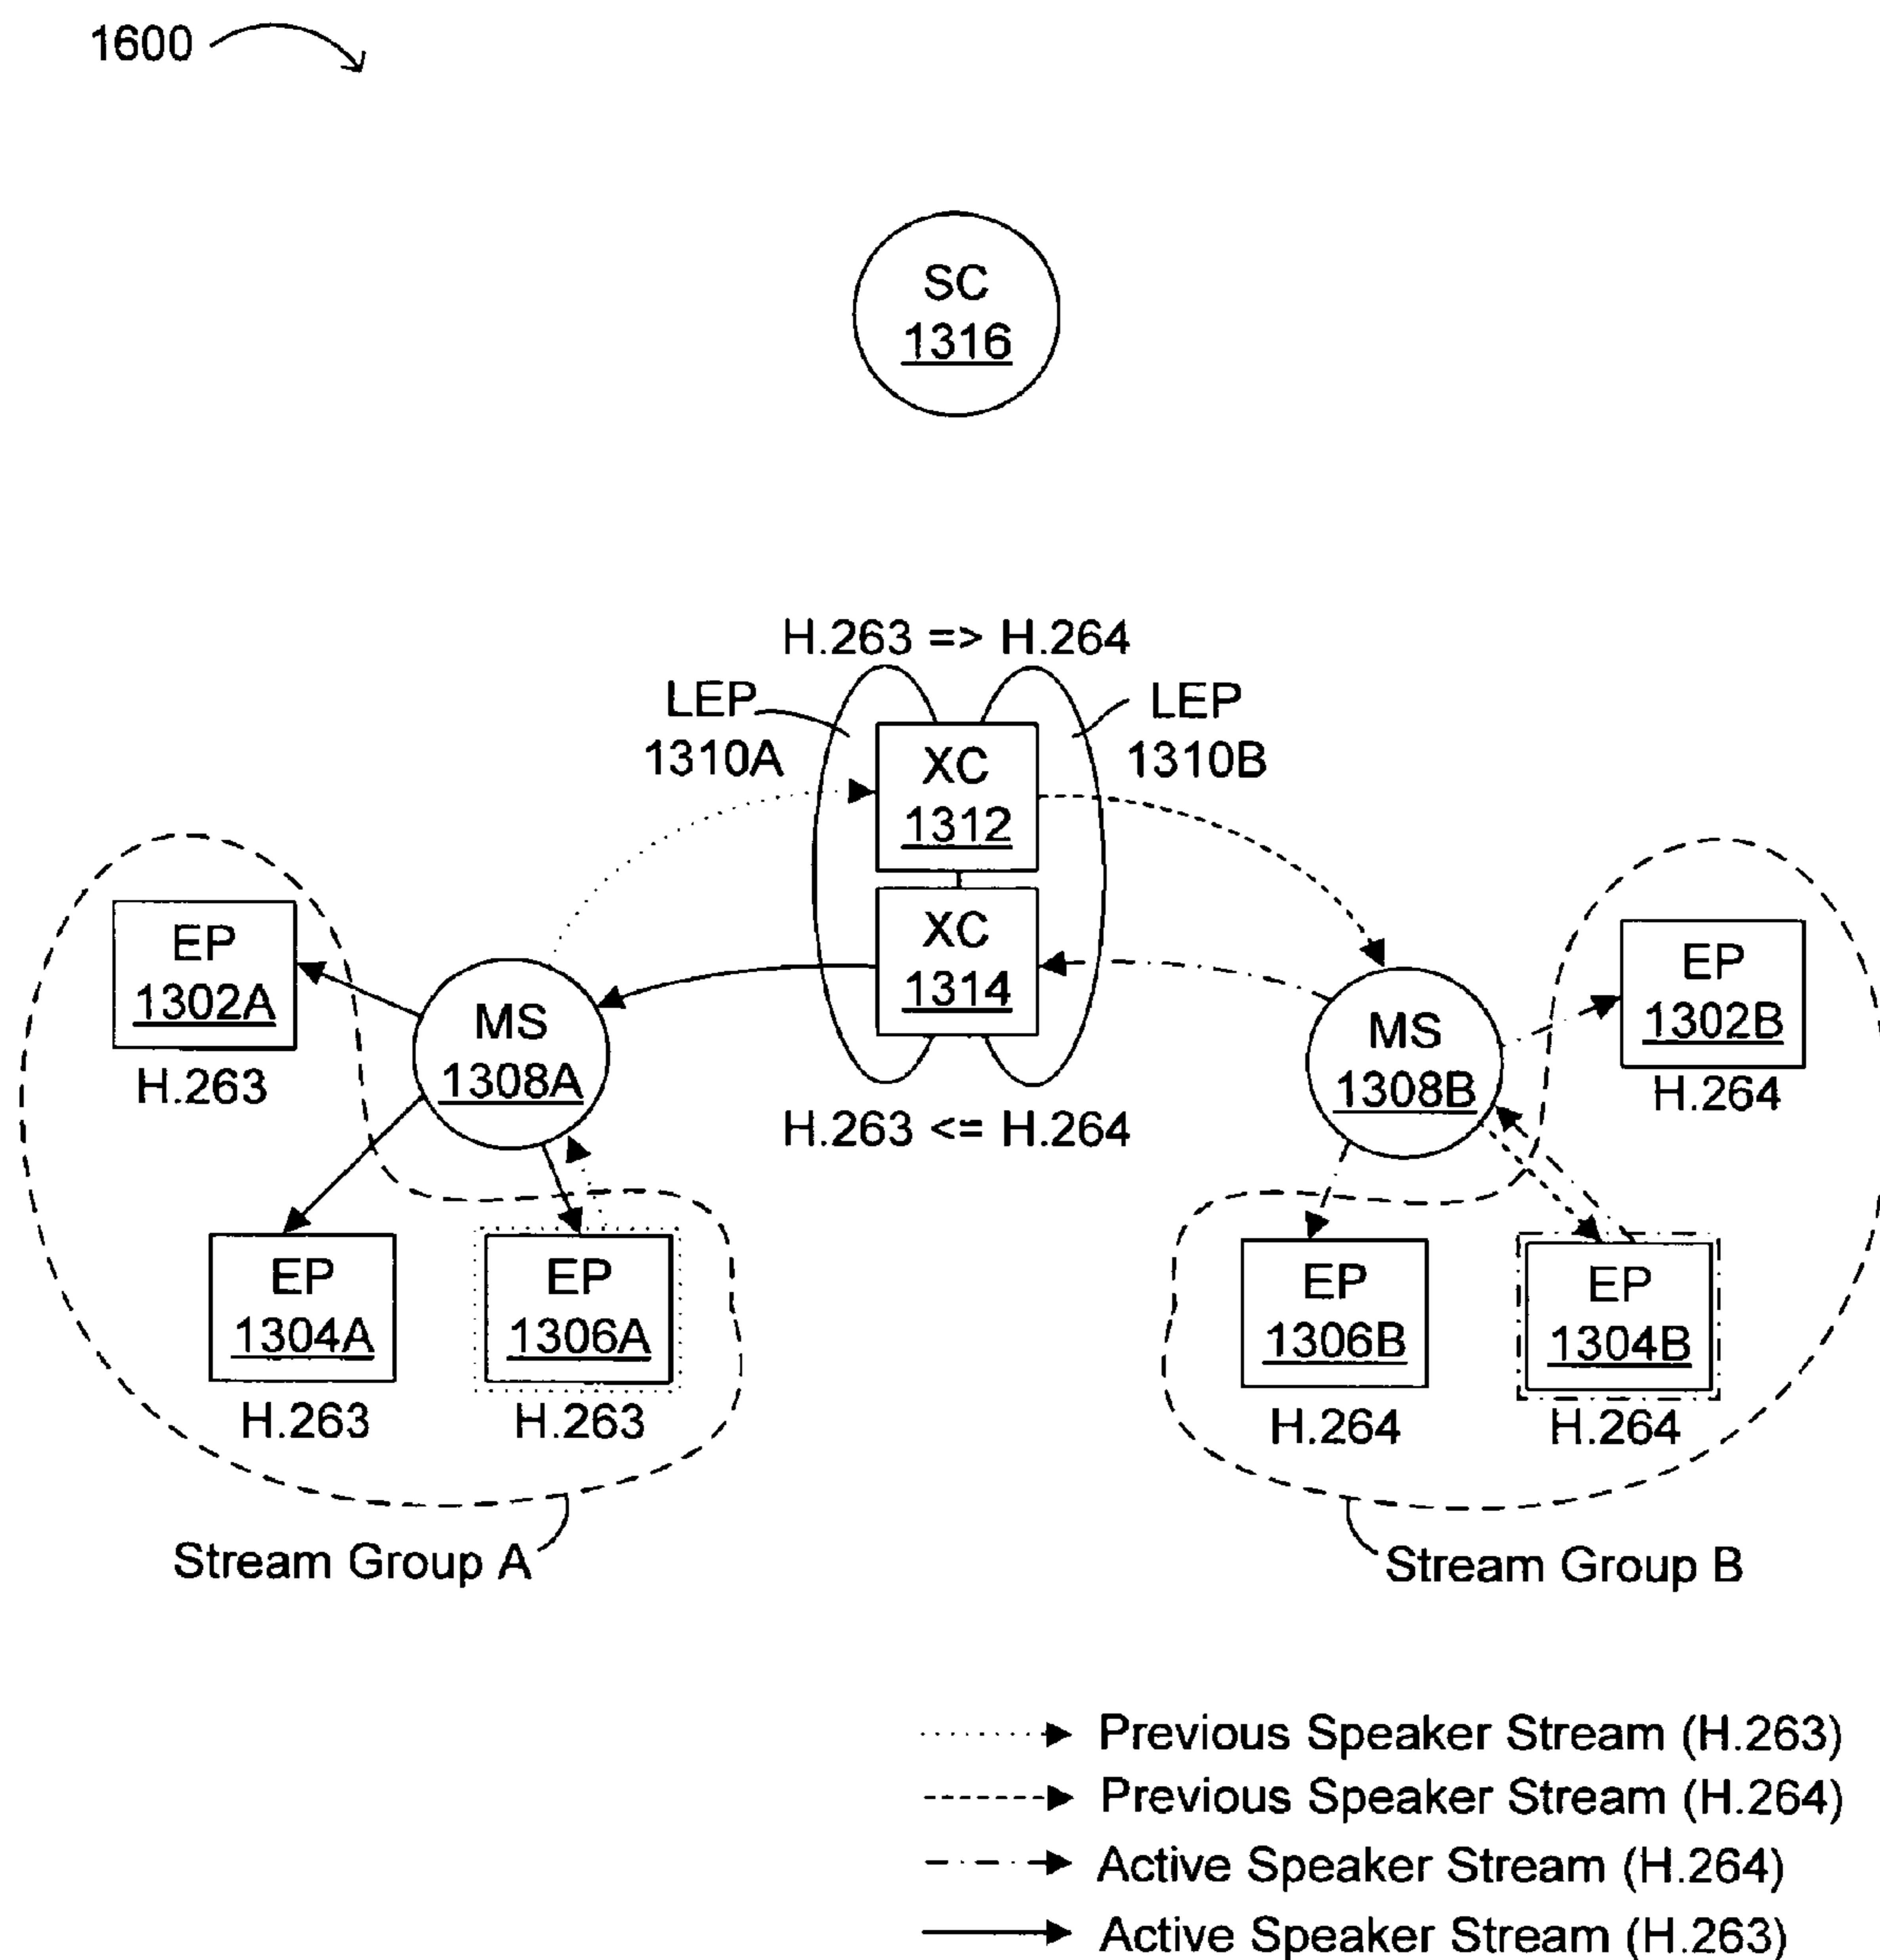 1600
SC
1316
H.263 => H.264
LEP
1310A
LEP
1310B
XC
1312
XC
1314
H.263 <= H.264
EP
1302A
H.263
MS
1308A
MS
1308B
EP
1302B
H.264
EP
1304A
H.263
EP
1306A
H.263
EP
1306B
H.264
EP
1304B
H.264
Stream Group A
Stream Group B
Previous Speaker Stream (H.263)
Previous Speaker Stream (H.264)
Active Speaker Stream (H.264)
Active Speaker Stream (H.263)